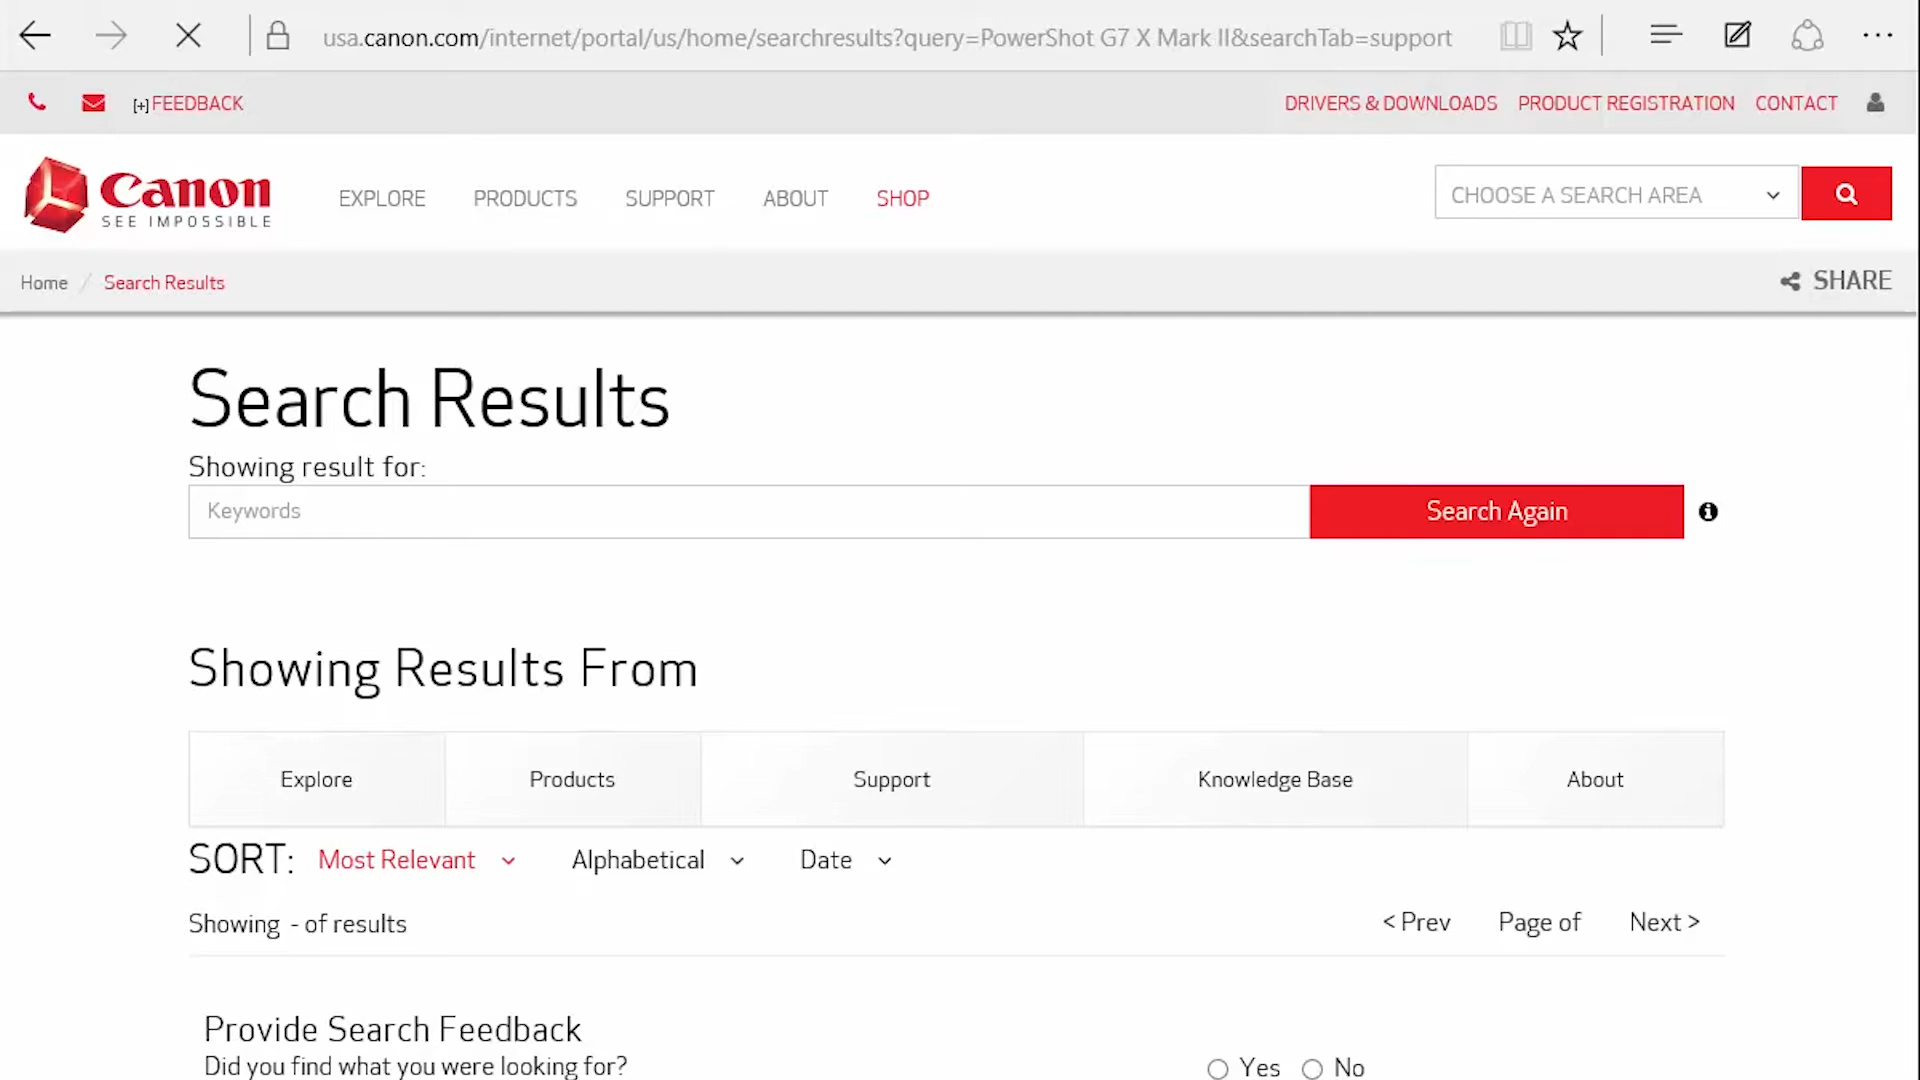 usa.canon.com/internet/portal/us/home/searchresults?query=PowerShot G7 X Mark II&searchTab=support
[+] FEEDBACK
DRIVERS & DOWNLOADS PRODUCT REGISTRATION CONTACT
Canon
SEE IMPOSSIBLE
EXPLORE PRODUCTS SUPPORT ABOUT SHOP
CHOOSE A SEARCH AREA
Home / Search Results
SHARE
Search Results
Showing result for:
Keywords
Search Again
Showing Results From
Explore Products Support Knowledge Base About
SORT: Most Relevant Alphabetical Date
Showing - of results
< Prev Page of Next >
Provide Search Feedback
Did you find what you were looking for?
Yes No